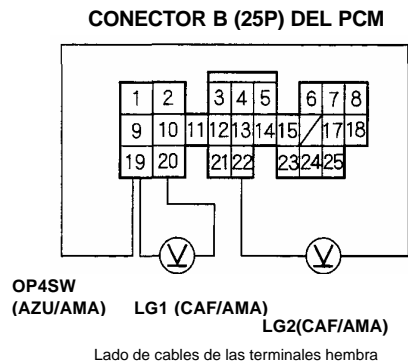 CONECTOR B (25P) DEL PCM
1 2 3 4 5 6 7 8
9 10 11 12 13 14 15 17 18
19 20 21 22 23 24 25
V V
OP4SW
(AZU/AMA) LG1 (CAF/AMA)
LG2(CAF/AMA)
Lado de cables de las terminales hembra